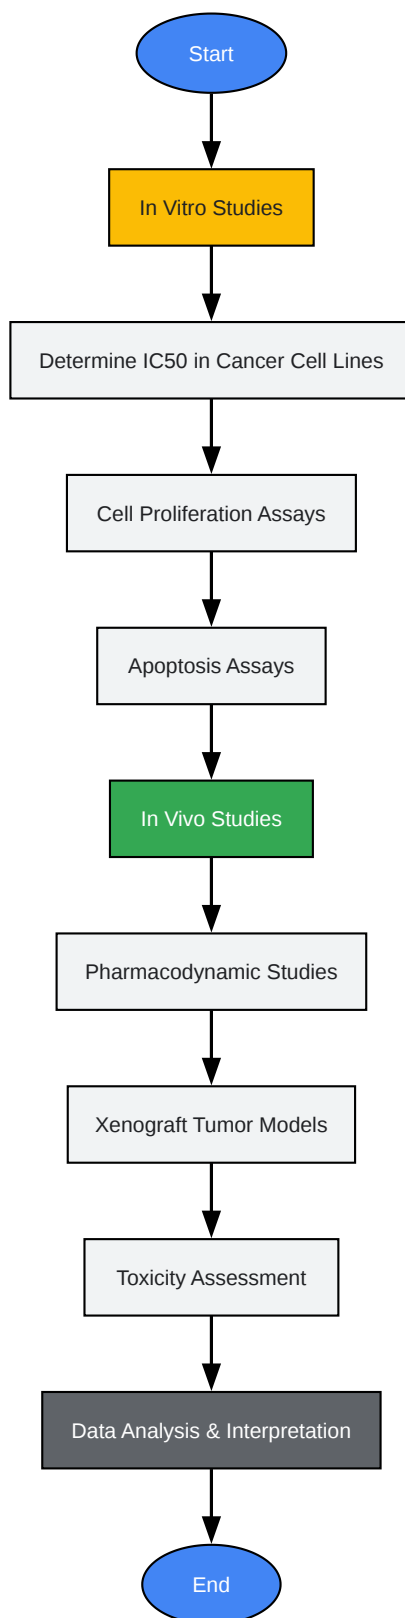 Start
In Vitro Studies
Determine IC50 in Cancer Cell Lines
Cell Proliferation Assays
Apoptosis Assays
In Vivo Studies
Pharmacodynamic Studies
Xenograft Tumor Models
Toxicity Assessment
Data Analysis & Interpretation
End